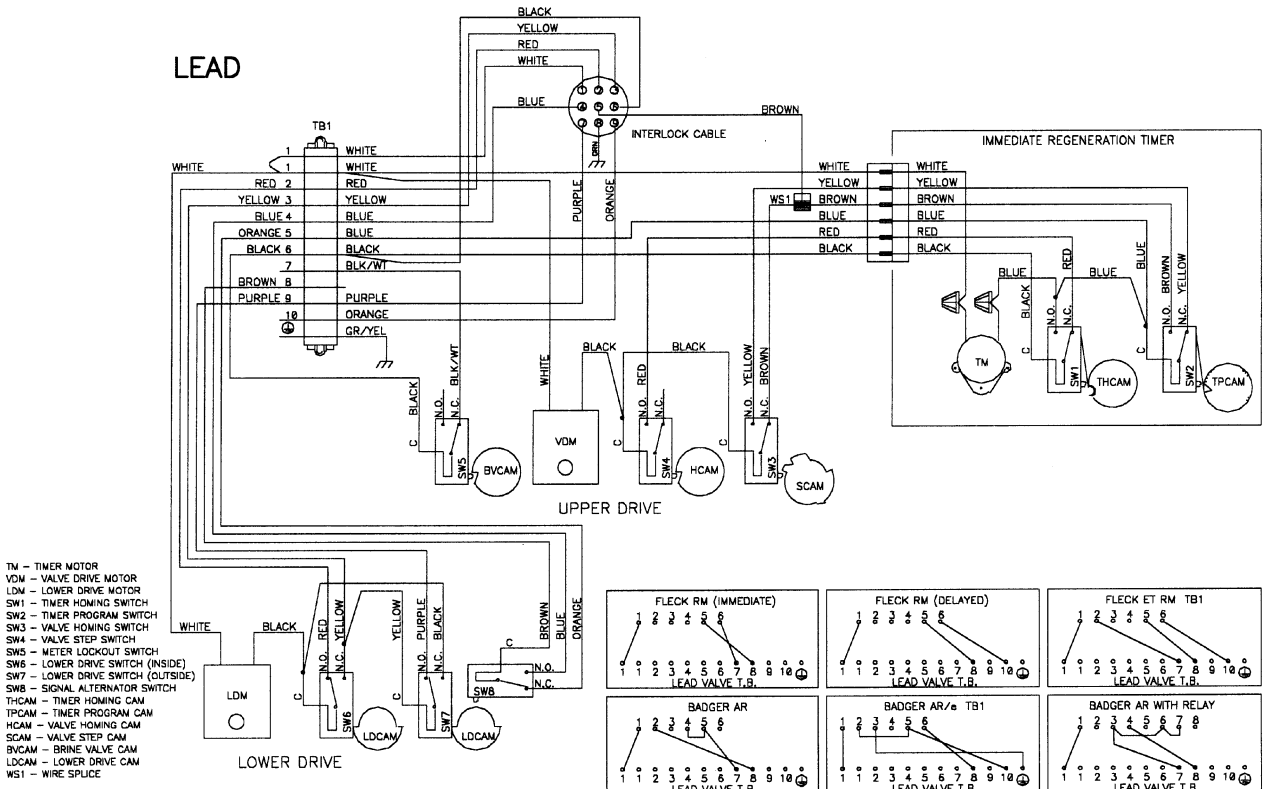 LEAD
BLACK
YELLOW
RED
WHITE
BLUE
1 2 3
4 5 6
7 8 9
INTERLOCK CABLE
GRN
BROWN
PURPLE
ORANGE
TB1
WHITE
1 WHITE
1 WHITE
RED 2 RED
YELLOW 3 YELLOW
BLUE 4 BLUE
ORANGE 5 BLUE
BLACK 6 BLACK
7 BLK/WT
BROWN 8
PURPLE 9 PURPLE
10 ORANGE
GR/YEL
IMMEDIATE REGENERATION TIMER
WHITE WHITE
YELLOW YELLOW
WS1 BROWN BROWN
BLUE BLUE
RED RED
BLACK BLACK
BLUE
RED
BLUE
BLUE
BROWN
YELLOW
BLACK
N.O.
N.C.
N.O.
N.C.
C
C
TM
SW1
THCAM
SW2
TPCAM
BLACK
BLK/WT
N.O.
N.C.
C
SW5
BVCAM
WHITE
BLACK
VDM
BLACK
RED
N.O.
N.C.
C
SW4
HCAM
YELLOW
BROWN
N.O.
N.C.
C
SW3
SCAM
UPPER DRIVE
TM – TIMER MOTOR
VDM – VALVE DRIVE MOTOR
LDM – LOWER DRIVE MOTOR
SW1 – TIMER HOMING SWITCH
SW2 – TIMER PROGRAM SWITCH
SW3 – VALVE HOMING SWITCH
SW4 – VALVE STEP SWITCH
SW5 – METER LOCKOUT SWITCH
SW6 – LOWER DRIVE SWITCH (INSIDE)
SW7 – LOWER DRIVE SWITCH (OUTSIDE)
SW8 – SIGNAL ALTERNATOR SWITCH
THCAM – TIMER HOMING CAM
TPCAM – TIMER PROGRAM CAM
HCAM – VALVE HOMING CAM
SCAM – VALVE STEP CAM
BVCAM – BRINE VALVE CAM
LDCAM – LOWER DRIVE CAM
WS1 – WIRE SPLICE
WHITE
BLACK
LDM
RED
YELLOW
N.O.
N.C.
C
SW6
LDCAM
YELLOW
PURPLE
BLACK
N.O.
N.C.
C
SW7
LDCAM
BROWN
BLUE
ORANGE
C
N.O.
N.C.
SW8
LOWER DRIVE
FLECK RM (IMMEDIATE)
1 2 3 4 5 6
1 1 2 3 4 5 6 7 8 9 10
LEAD VALVE T.B.
FLECK RM (DELAYED)
1 2 3 4 5 6
1 1 2 3 4 5 6 7 8 9 10
LEAD VALVE T.B.
FLECK ET RM TB1
1 2 3 4 5 6
1 1 2 3 4 5 6 7 8 9 10
LEAD VALVE T.B.
BADGER AR
1 2 3 4 5 6
1 1 2 3 4 5 6 7 8 9 10
LEAD VALVE T.B.
BADGER AR/e TB1
1 2 3 4 5 6
1 1 2 3 4 5 6 7 8 9 10
LEAD VALVE T.B.
BADGER AR WITH RELAY
1 2 3 4 5 6 7 8
1 1 2 3 4 5 6 7 8 9 10
LEAD VALVE T.B.